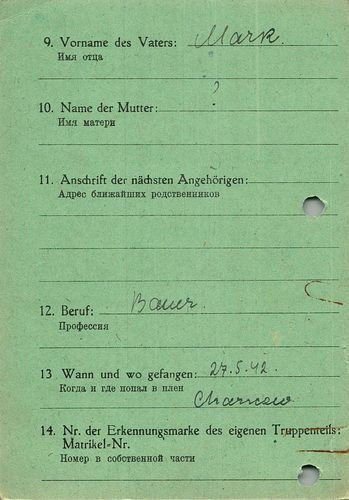 9. Vorname des Vaters: Mark.
Имя отца
?
10. Name der Mutter:
Имя матери
11. Anschrift der nächsten Angehörigen:
Адрес ближайших родственников
12. Beruf: Bauer.
Профессия
13 Wann und wo gefangen: 27.5.42.
Когда и где попал в плен
Charkow
14. Nr. der Erkennungsmarke des eigenen Truppenteils:
Matrikel-Nr.
Номер в собственной части